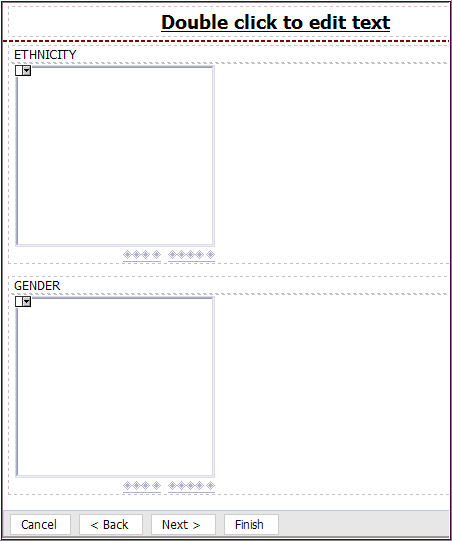 Double click to edit text
ETHNICITY
GENDER
Cancel
< Back
Next >
Finish